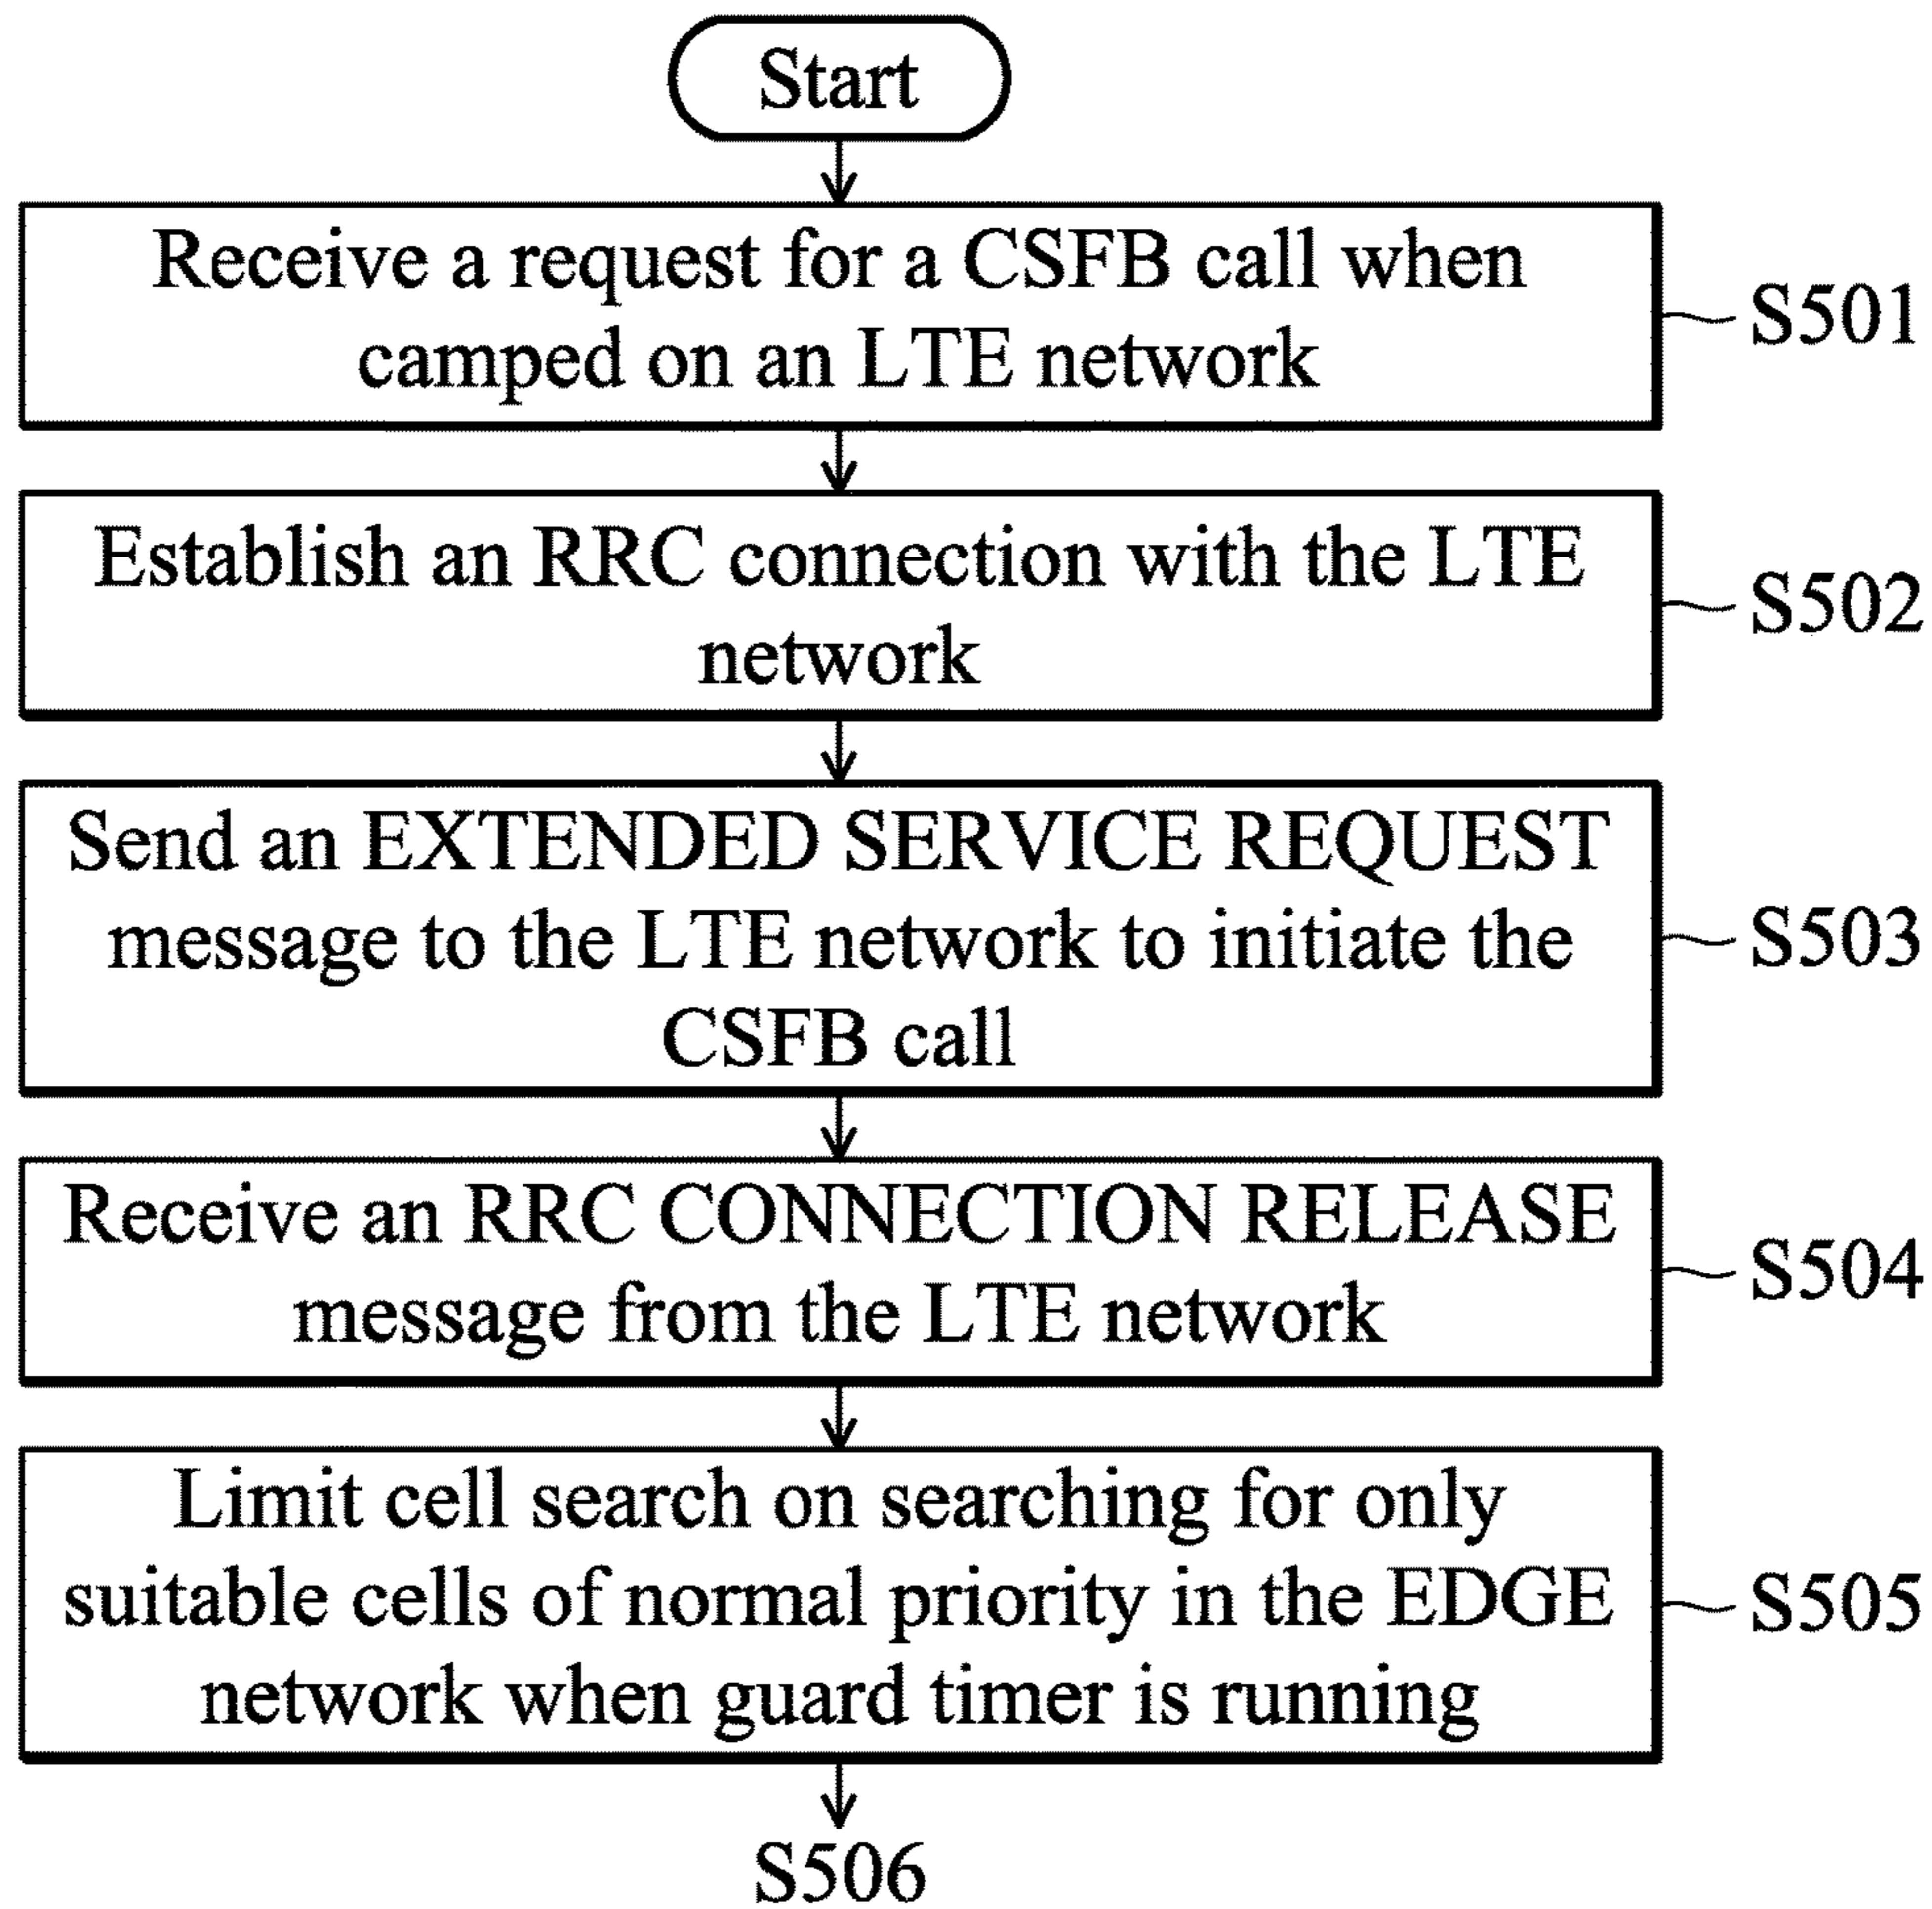 Start
Receive a request for a CSFB call when
camped on an LTE network
S501
Establish an RRC connection with the LTE
network
S502
Send an EXTENDED SERVICE REQUEST
message to the LTE network to initiate the
CSFB call
S503
Receive an RRC CONNECTION RELEASE
message from the LTE network
S504
Limit cell search on searching for only
suitable cells of normal priority in the EDGE
network when guard timer is running
S505
S506